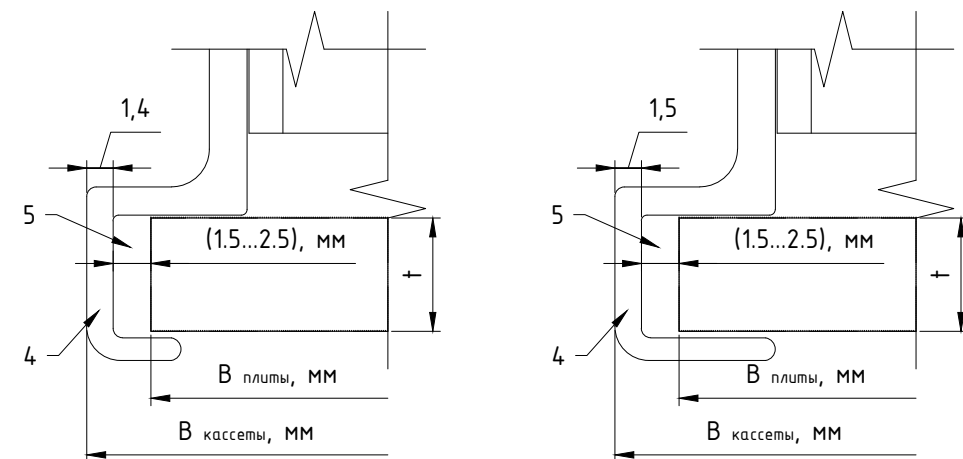 1,4
5
(1.5...2.5), мм
t
4
В плиты, мм
В кассеты, мм
1,5
5
(1.5...2.5), мм
t
4
В плиты, мм
В кассеты, мм